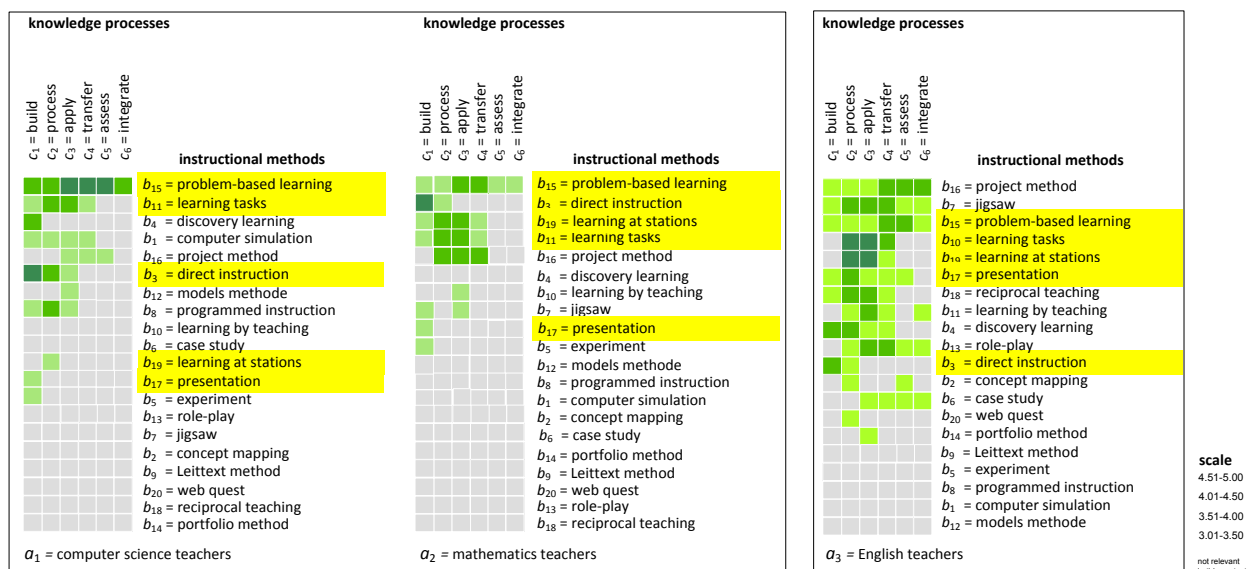 knowledge processes
c1 = build
c2 = process
c3 = apply
c4 = transfer
c5 = assess
c6 = integrate
instructional methods
b15 = problem-based learning
b11 = learning tasks
b4 = discovery learning
b1 = computer simulation
b16 = project method
b3 = direct instruction
b12 = models methode
b8 = programmed instruction
b10 = learning by teaching
b6 = case study
b19 = learning at stations
b17 = presentation
b5 = experiment
b13 = role-play
b7 = jigsaw
b2 = concept mapping
b9 = Leittext method
b20 = web quest
b18 = reciprocal teaching
b14 = portfolio method
a1 = computer science teachers
knowledge processes
c1 = build
c2 = process
c3 = apply
c4 = transfer
c5 = assess
c6 = integrate
instructional methods
b15 = problem-based learning
b3 = direct instruction
b19 = learning at stations
b11 = learning tasks
b16 = project method
b4 = discovery learning
b10 = learning by teaching
b7 = jigsaw
b17 = presentation
b5 = experiment
b12 = models methode
b8 = programmed instruction
b1 = computer simulation
b2 = concept mapping
b6 = case study
b14 = portfolio method
b9 = Leittext method
b20 = web quest
b13 = role-play
b18 = reciprocal teaching
a2 = mathematics teachers
knowledge processes
c1 = build
c2 = process
c3 = apply
c4 = transfer
c5 = assess
c6 = integrate
instructional methods
b16 = project method
b7 = jigsaw
b15 = problem-based learning
b10 = learning tasks
b19 = learning at stations
b17 = presentation
b18 = reciprocal teaching
b11 = learning by teaching
b4 = discovery learning
b13 = role-play
b3 = direct instruction
b2 = concept mapping
b6 = case study
b20 = web quest
b14 = portfolio method
b9 = Leittext method
b5 = experiment
b8 = programmed instruction
b1 = computer simulation
b12 = models methode
a3 = English teachers
scale
4.51-5.00
4.01-4.50
3.51-4.00
3.01-3.50
not relevant